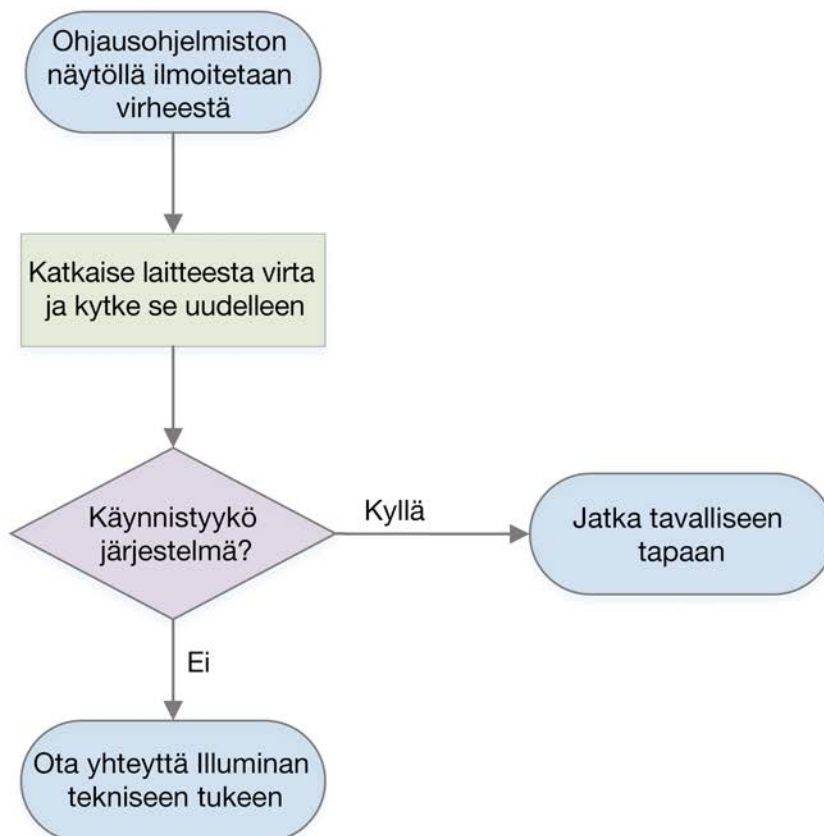 Ohjausohjelmiston
näytöllä ilmoitetaan
virheestä
Katkaise laitteesta virta
ja kytke se uudelleen
Käynnistyykö
järjestelmä?
Kyllä
Jatka tavalliseen
tapaan
Ei
Ota yhteyttä Illuminan
tekniseen tukeen